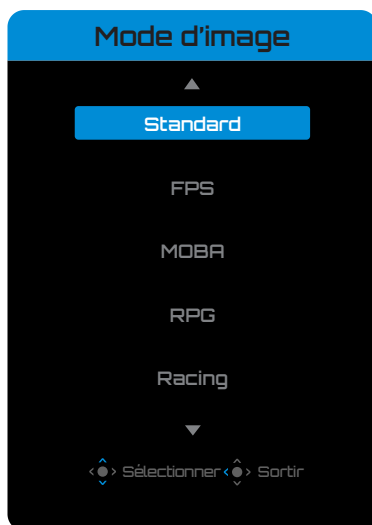 Mode d'image
Standard
FPS
MOBA
RPG
Racing
Sélectionner Sortir